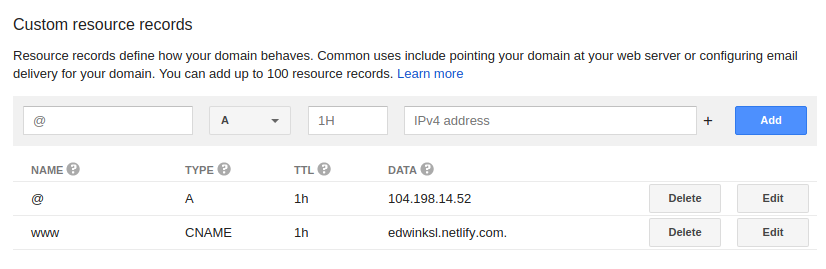 Custom resource records
Resource records define how your domain behaves. Common uses include pointing your domain at your web server or configuring email
delivery for your domain. You can add up to 100 resource records. Learn more
@ A 1H IPv4 address + Add
NAME ? TYPE ? TTL ? DATA ?
@ A 1h 104.198.14.52 Delete Edit
www CNAME 1h edwinksl.netlify.com. Delete Edit